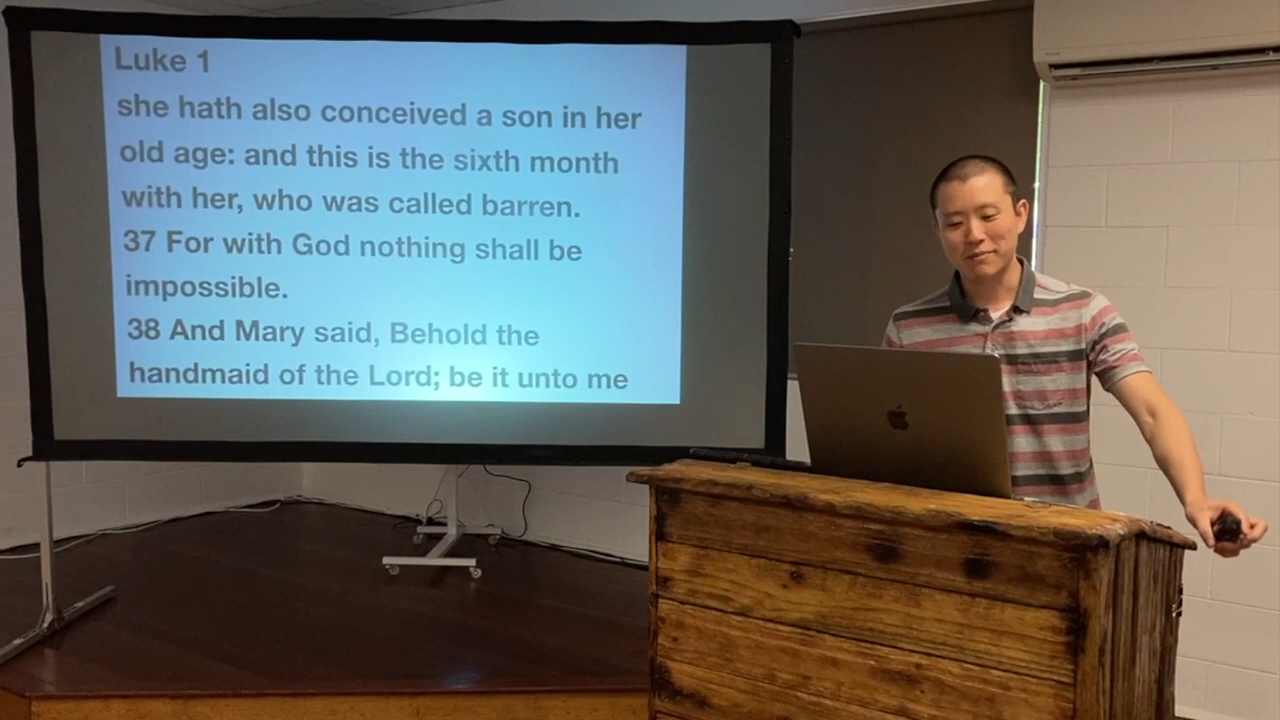 Luke 1
she hath also conceived a son in her
old age: and this is the sixth month
with her, who was called barren.
37 For with God nothing shall be
impossible.
38 And Mary said, Behold the
handmaid of the Lord; be it unto me